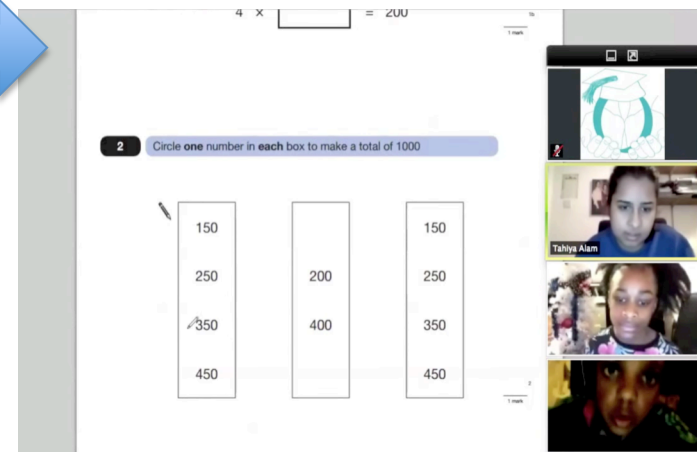 4 × = 200
1 mark
2 Circle one number in each box to make a total of 1000
150 150
250 200 250
350 400 350
450 450
2
1 mark
Tahiya Alam